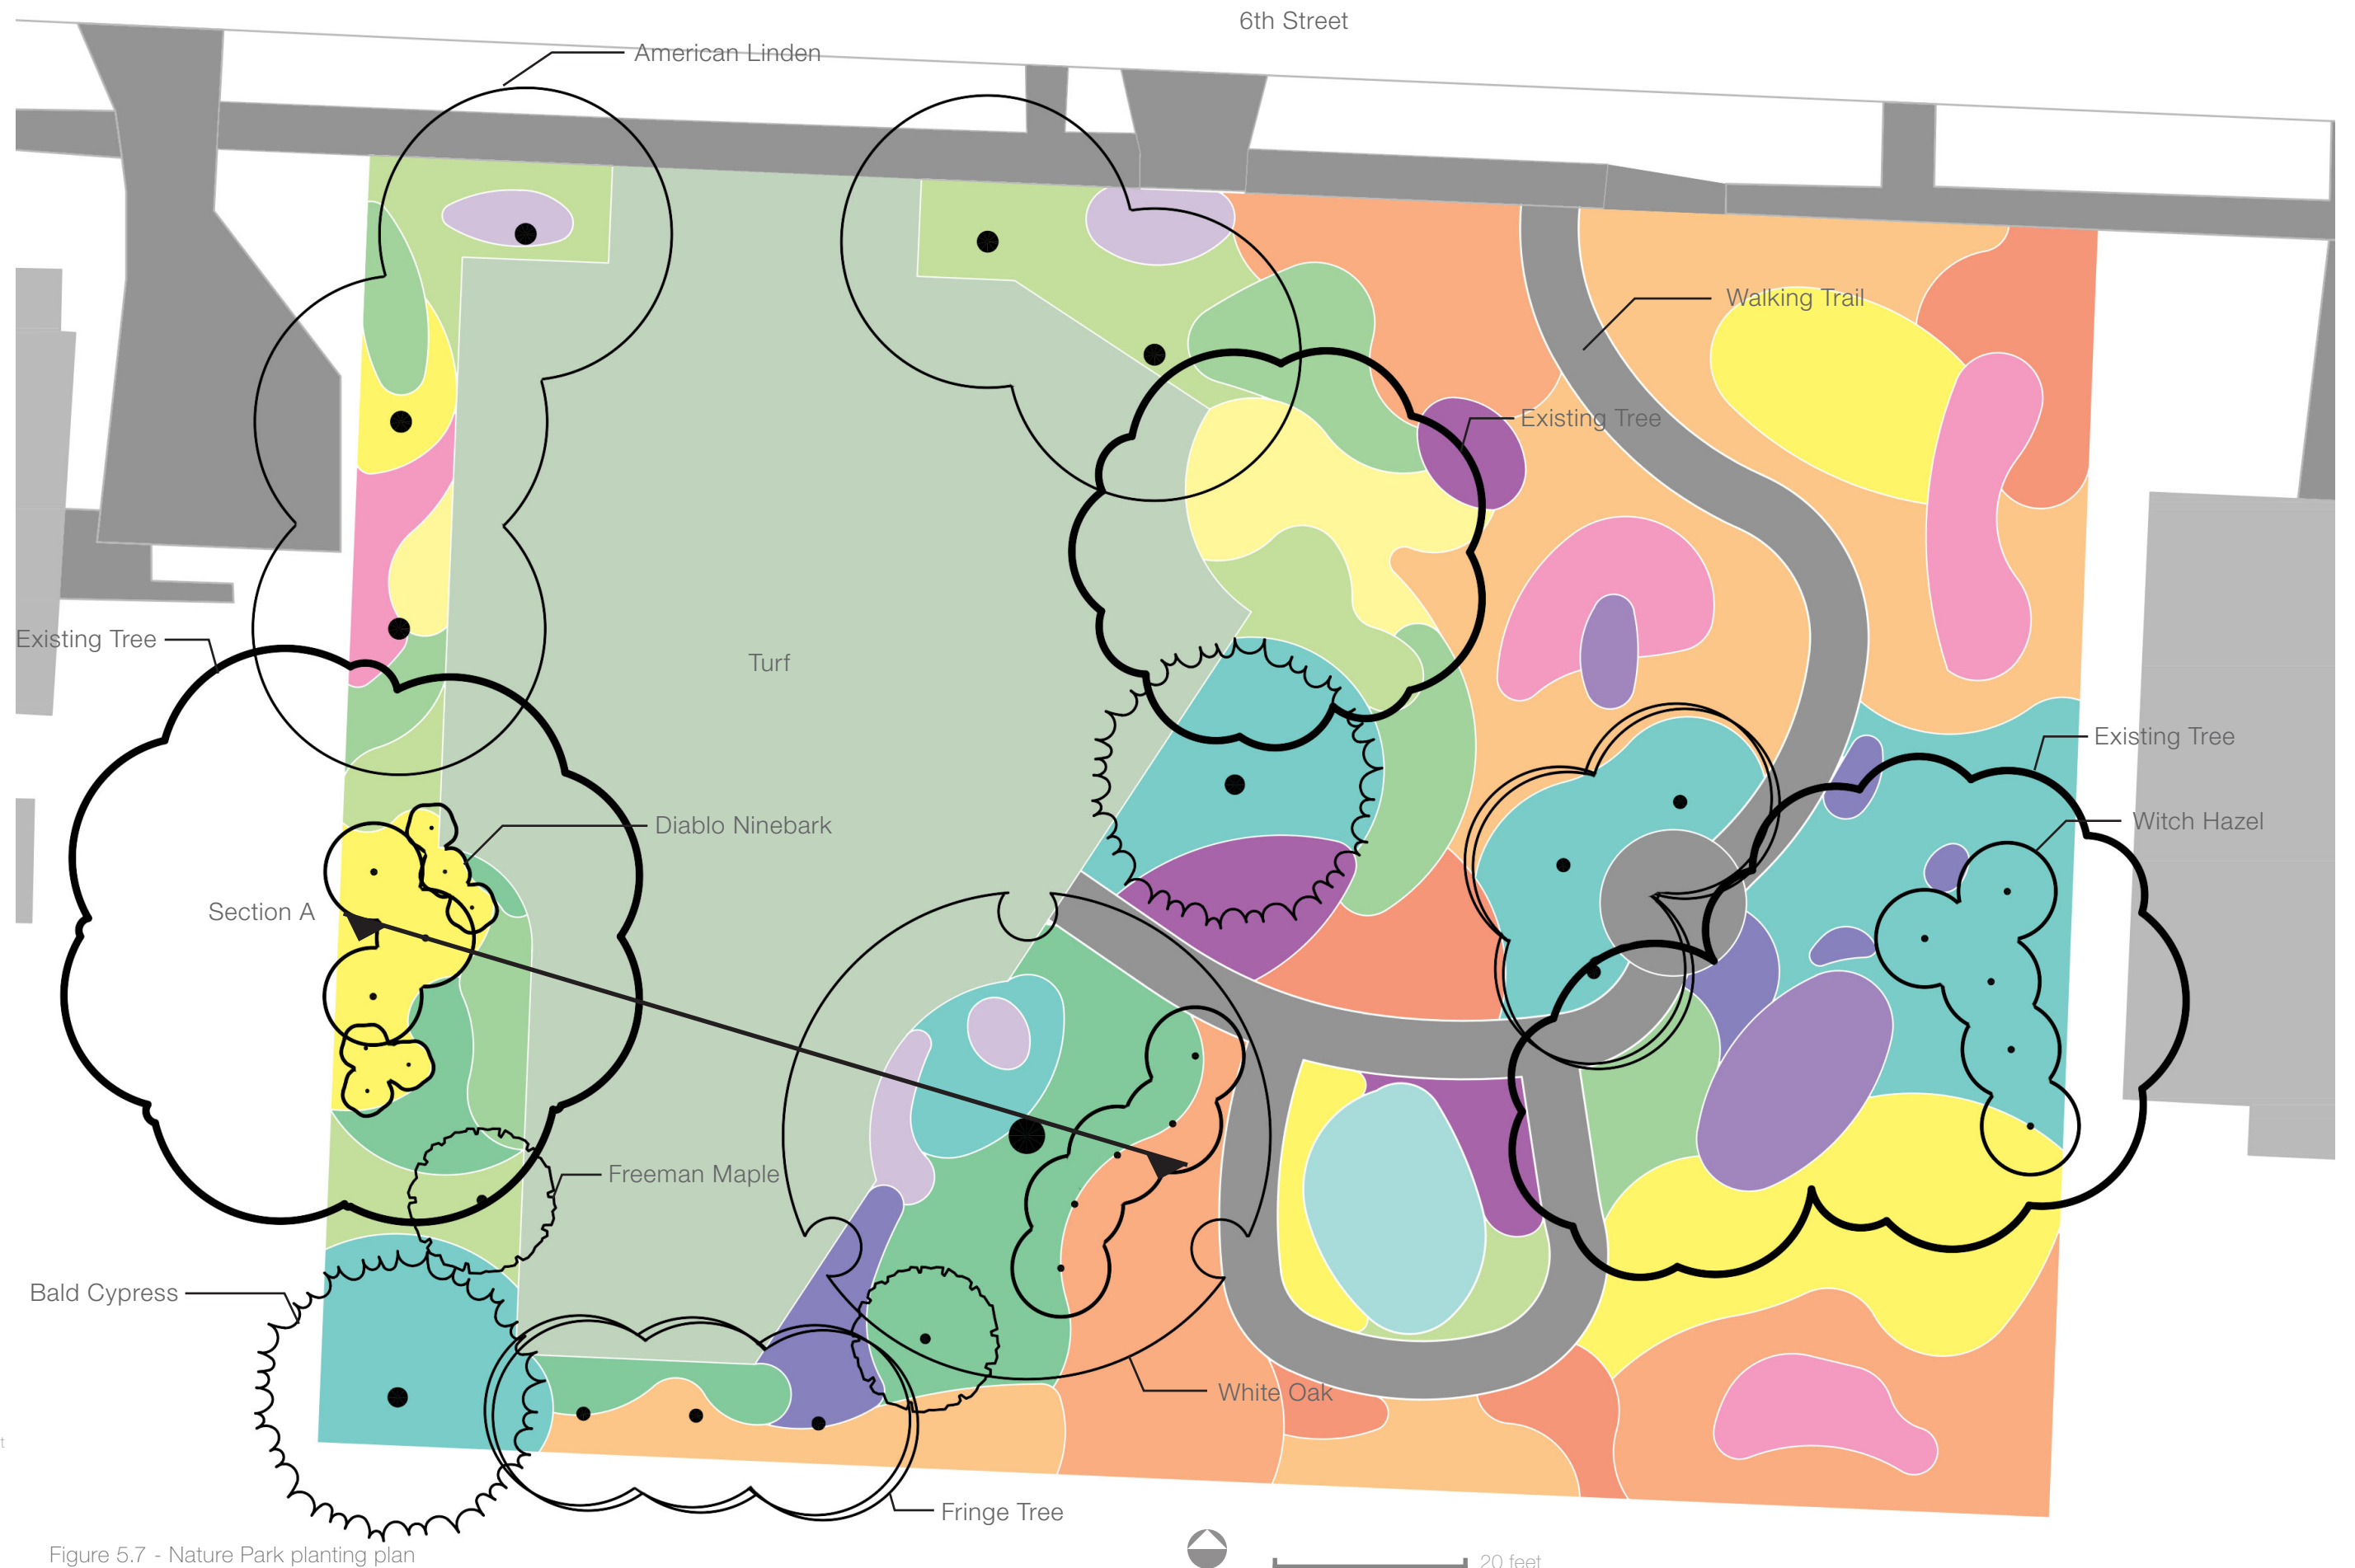 6th Street
American Linden
Walking Trail
Existing Tree
Existing Tree
Turf
Existing Tree
Diablo Ninebark
Witch Hazel
Section A
Freeman Maple
Bald Cypress
White Oak
Fringe Tree
Figure 5.7 - Nature Park planting plan
20 feet
t